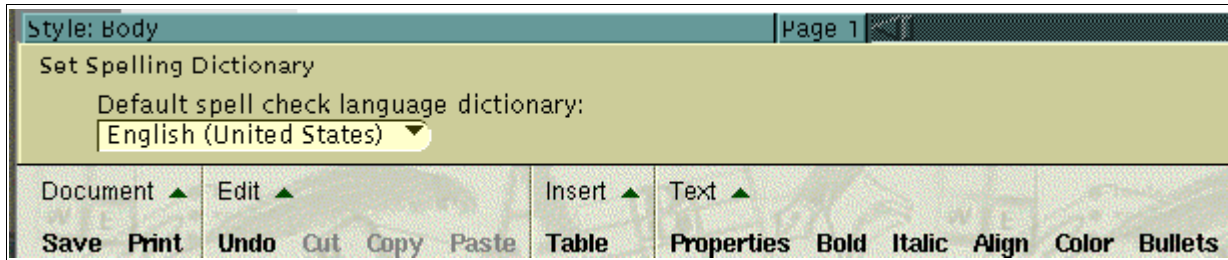 Style: Body Page 1
Set Spelling Dictionary
Default spell check language dictionary:
English (United States)
Document Edit Insert Text
Save Print Undo Cut Copy Paste Table Properties Bold Italic Align Color Bullets